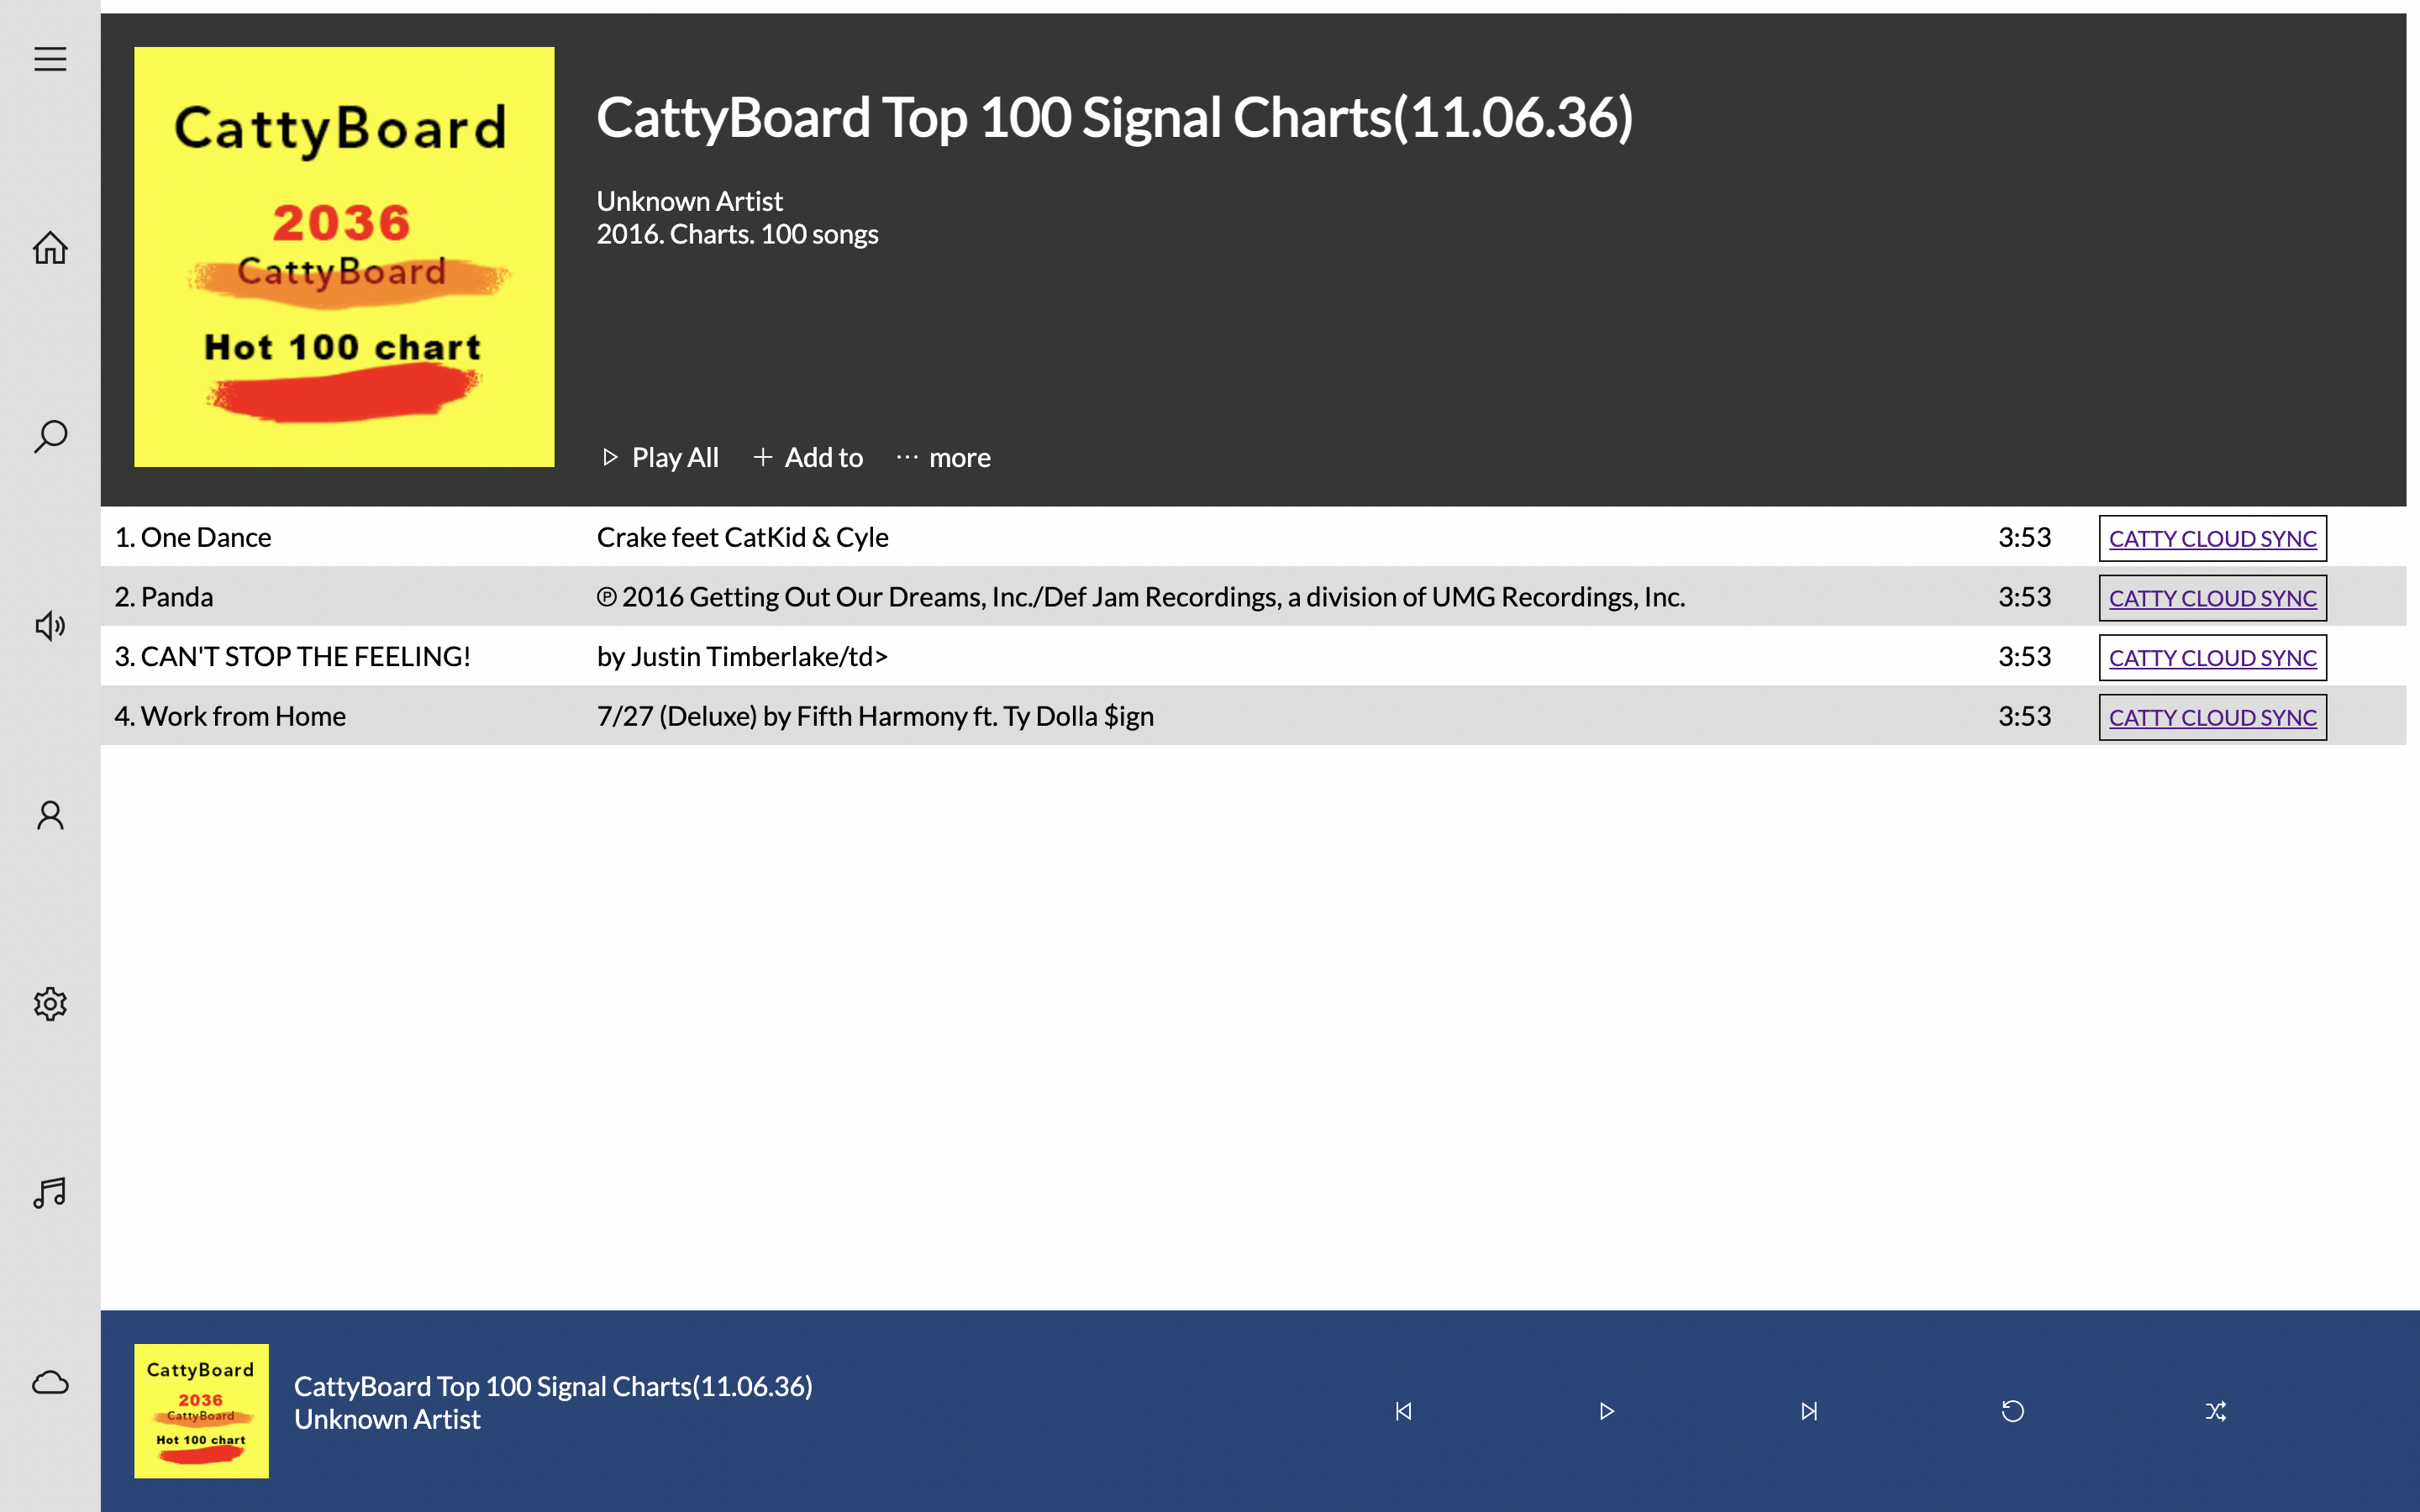 CattyBoard
2036
CattyBoard
Hot 100 chart
CattyBoard Top 100 Signal Charts(11.06.36)
Unknown Artist
2016. Charts. 100 songs
Play All + Add to ··· more
1. One Dance Crake feet CatKid & Cyle 3:53 CATTY CLOUD SYNC
2. Panda ℗ 2016 Getting Out Our Dreams, Inc./Def Jam Recordings, a division of UMG Recordings, Inc. 3:53 CATTY CLOUD SYNC
3. CAN'T STOP THE FEELING! by Justin Timberlake/td> 3:53 CATTY CLOUD SYNC
4. Work from Home 7/27 (Deluxe) by Fifth Harmony ft. Ty Dolla $ign 3:53 CATTY CLOUD SYNC
CattyBoard
2036
CattyBoard
Hot 100 chart
CattyBoard Top 100 Signal Charts(11.06.36)
Unknown Artist